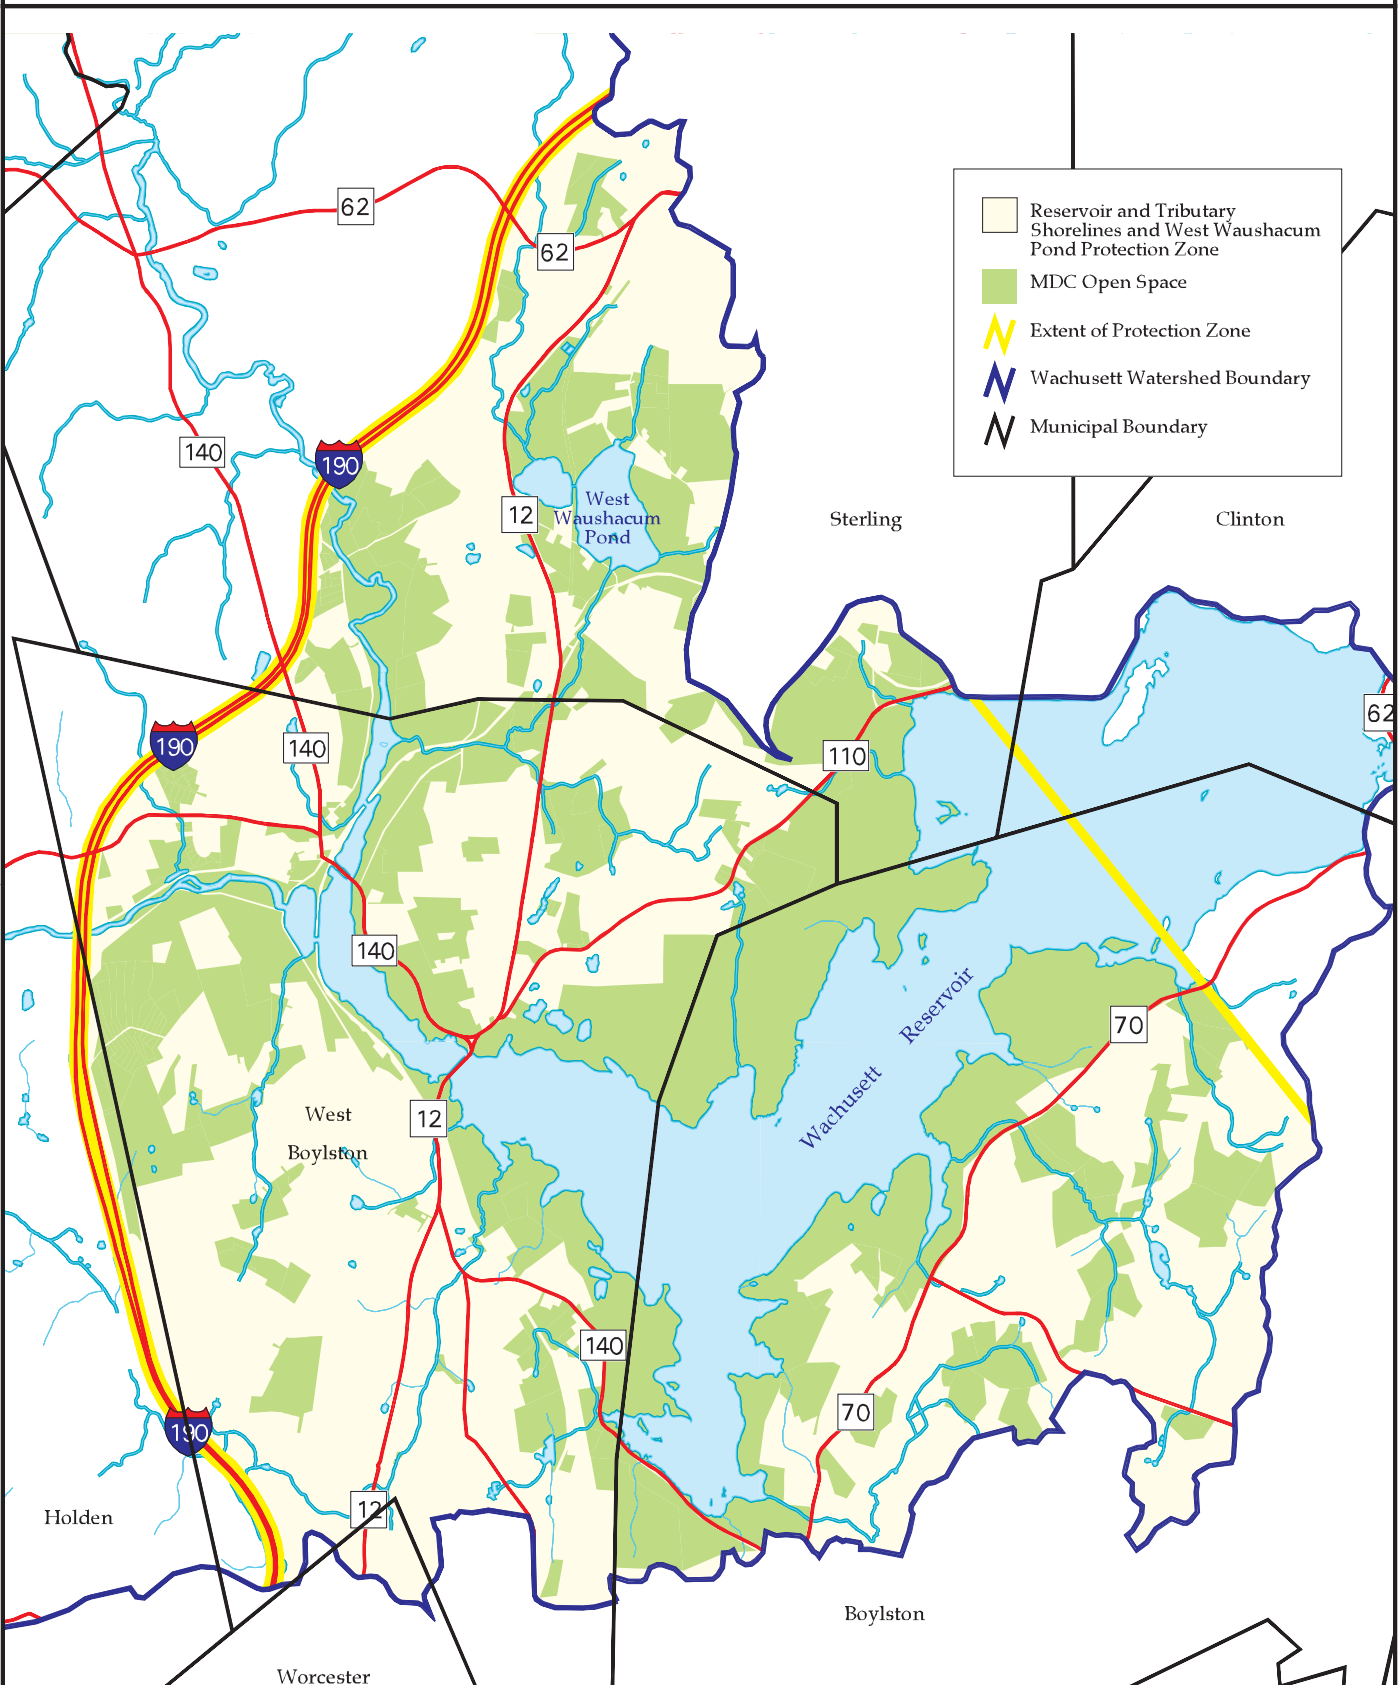 62
Reservoir and Tributary
Shorelines and West Waushacum
Pond Protection Zone
62
MDC Open Space
Extent of Protection Zone
Wachusett Watershed Boundary
Municipal Boundary
140
190
12
West
Waushacum
Pond
Sterling
Clinton
62
190
140
110
140
Wachusett Reservoir
70
12
West
Boylston
140
70
190
12
Holden
Boylston
Worcester